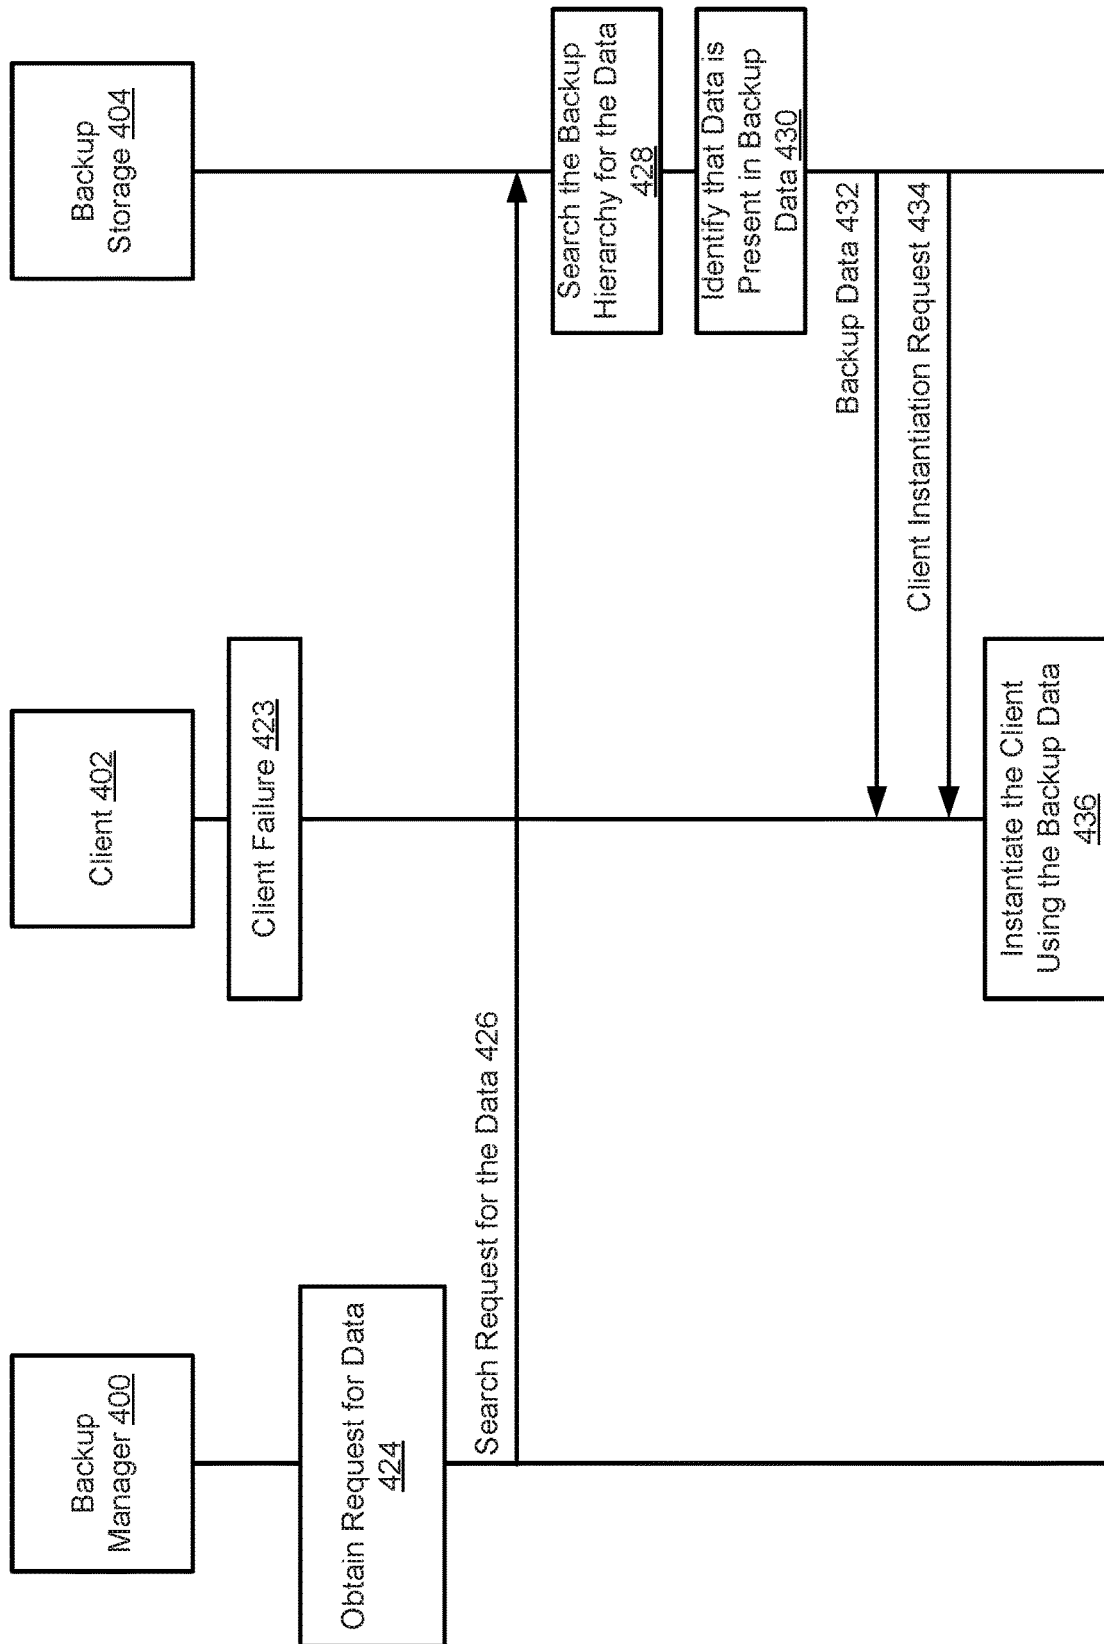 Backup
Manager 400
Client 402
Backup
Storage 404
Client Failure 423
Obtain Request for Data
424
Search Request for the Data 426
Search the Backup
Hierarchy for the Data
428
Identify that Data is
Present in Backup
Data 430
Backup Data 432
Client Instantiation Request 434
Instantiate the Client
Using the Backup Data
436